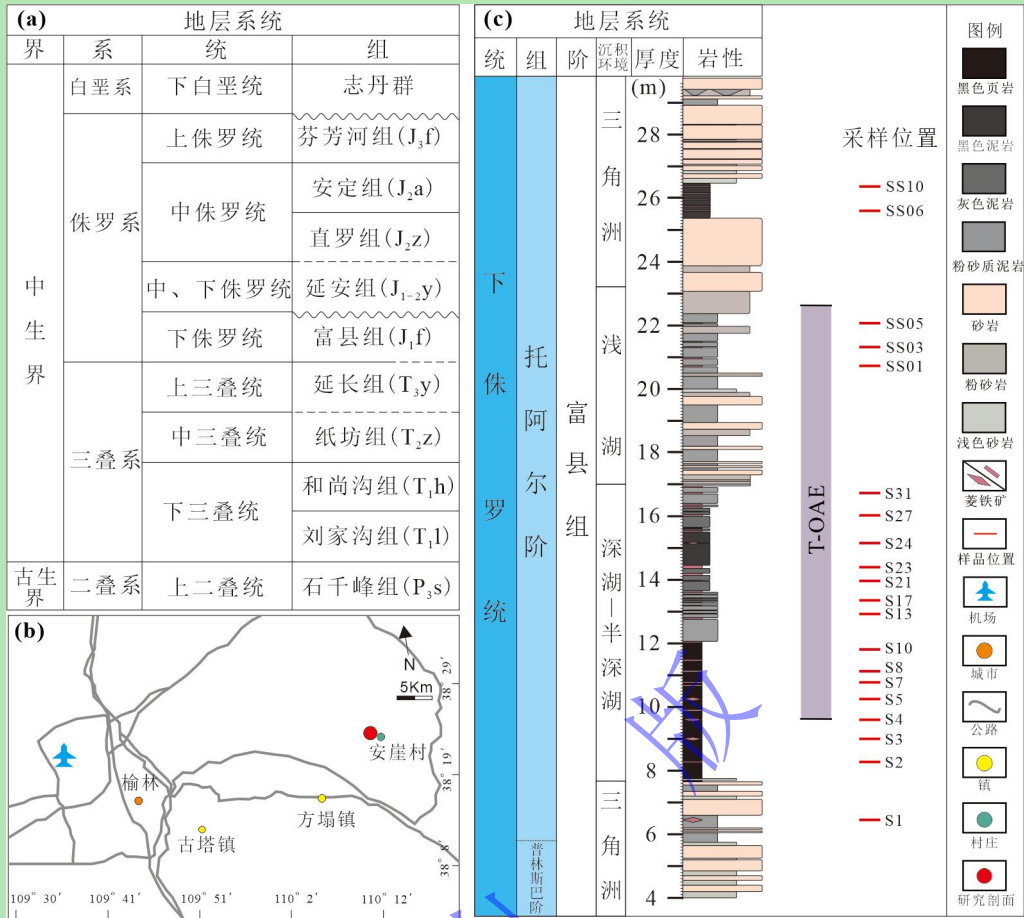 (a)
地层系统
界 系 统 组
中生界
白垩系 下白垩统 志丹群
侏罗系
上侏罗统 芬芳河组(J₃f)
中侏罗统 安定组(J₂a)
直罗组(J₂z)
中、下侏罗统 延安组(J₁₋₂y)
下侏罗统 富县组(J₁f)
三叠系
上三叠统 延长组(T₃y)
中三叠统 纸坊组(T₂z)
下三叠统 和尚沟组(T₁h)
刘家沟组(T₁l)
古生界 二叠系 上二叠统 石千峰组(P₃s)
(b)
N
5Km
安崖村
榆林
方塌镇
古塔镇
38° 29′
38° 19′
38° 8′
109° 30′ 109° 41′ 109° 51′ 110° 2′ 110° 12′
(c)
地层系统
统 组 阶 沉积环境 厚度 岩性
(m)
下侏罗统
托阿尔阶
普林斯巴阶
富县组
三角洲
浅湖
深湖—半深湖
三角洲
28
26
24
22
20
18
16
14
12
10
8
6
4
T-OAE
采样位置
SS10
SS06
SS05
SS03
SS01
S31
S27
S24
S23
S21
S17
S13
S10
S8
S7
S5
S4
S3
S2
S1
图例
黑色页岩
黑色泥岩
灰色泥岩
粉砂质泥岩
砂岩
粉砂岩
浅色砂岩
菱铁矿
样品位置
机场
城市
公路
镇
村庄
研究剖面
版